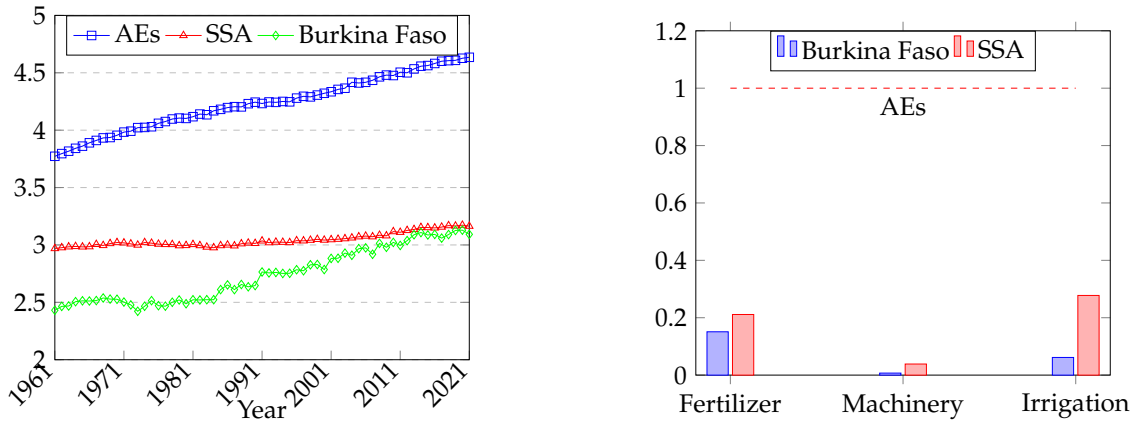 AEs SSA Burkina Faso
5
4.5
4
3.5
3
2.5
2
1961 1971 1981 1991 2001 2011 2021
Year
Burkina Faso SSA
1.2
1
AEs
0.8
0.6
0.4
0.2
0
Fertilizer Machinery Irrigation